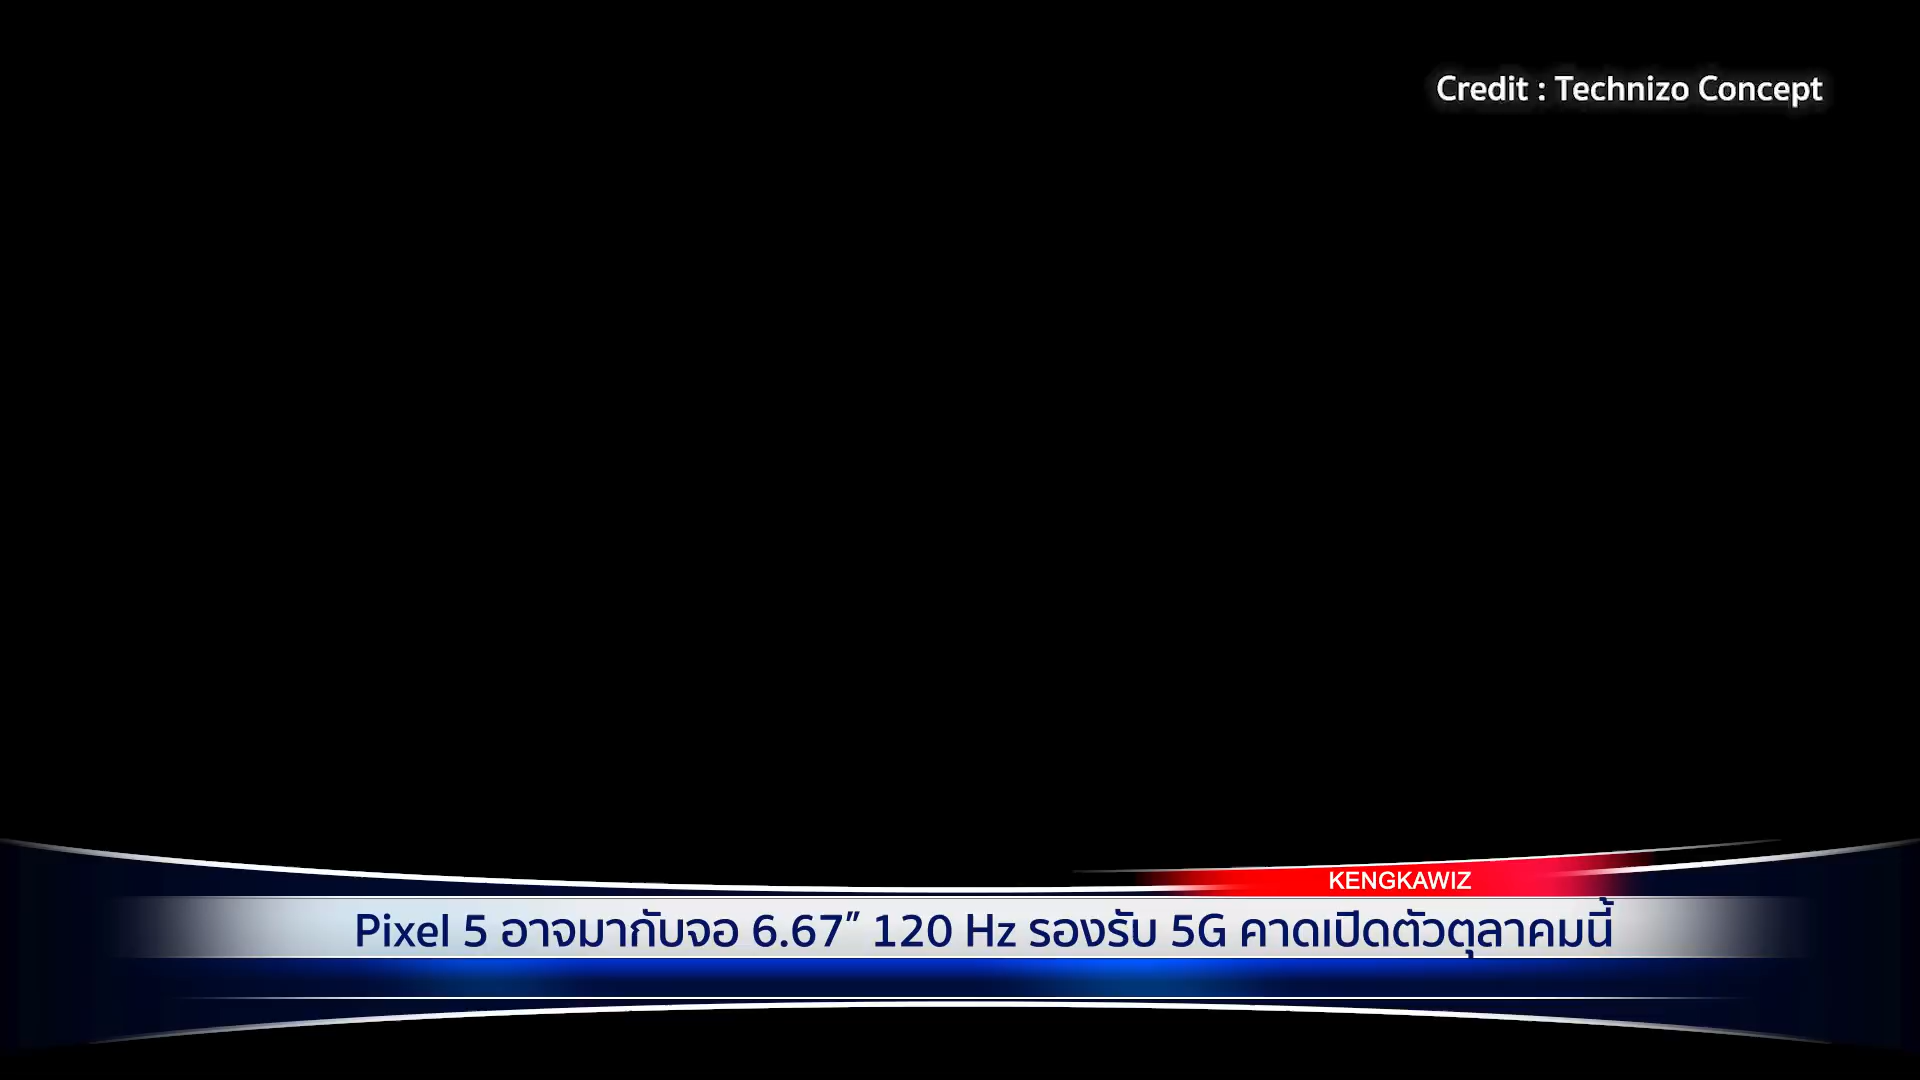 Credit : Technizo Concept
KENGKAWIZ
Pixel 5 อาจมากับจอ 6.67” 120 Hz รองรับ 5G คาดเปิดตัวตุลาคมนี้